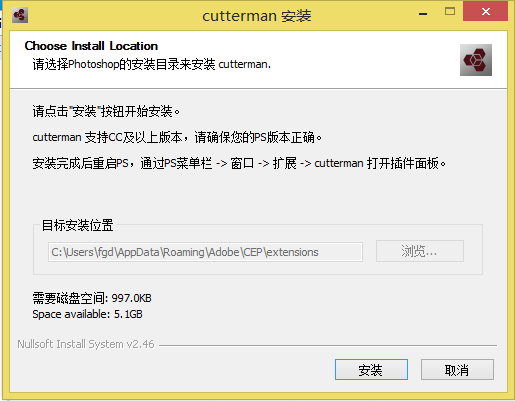 cutterman 安装
Choose Install Location
请选择Photoshop的安装目录来安装 cutterman.
请点击"安装"按钮开始安装。
cutterman 支持CC及以上版本，请确保您的PS版本正确。
安装完成后重启PS，通过PS菜单栏 -> 窗口 -> 扩展 -> cutterman 打开插件面板。
目标安装位置
C:\Users\fgd\AppData\Roaming\Adobe\CEP\extensions
浏览...
需要磁盘空间: 997.0KB
Space available: 5.1GB
Nullsoft Install System v2.46
安装
取消